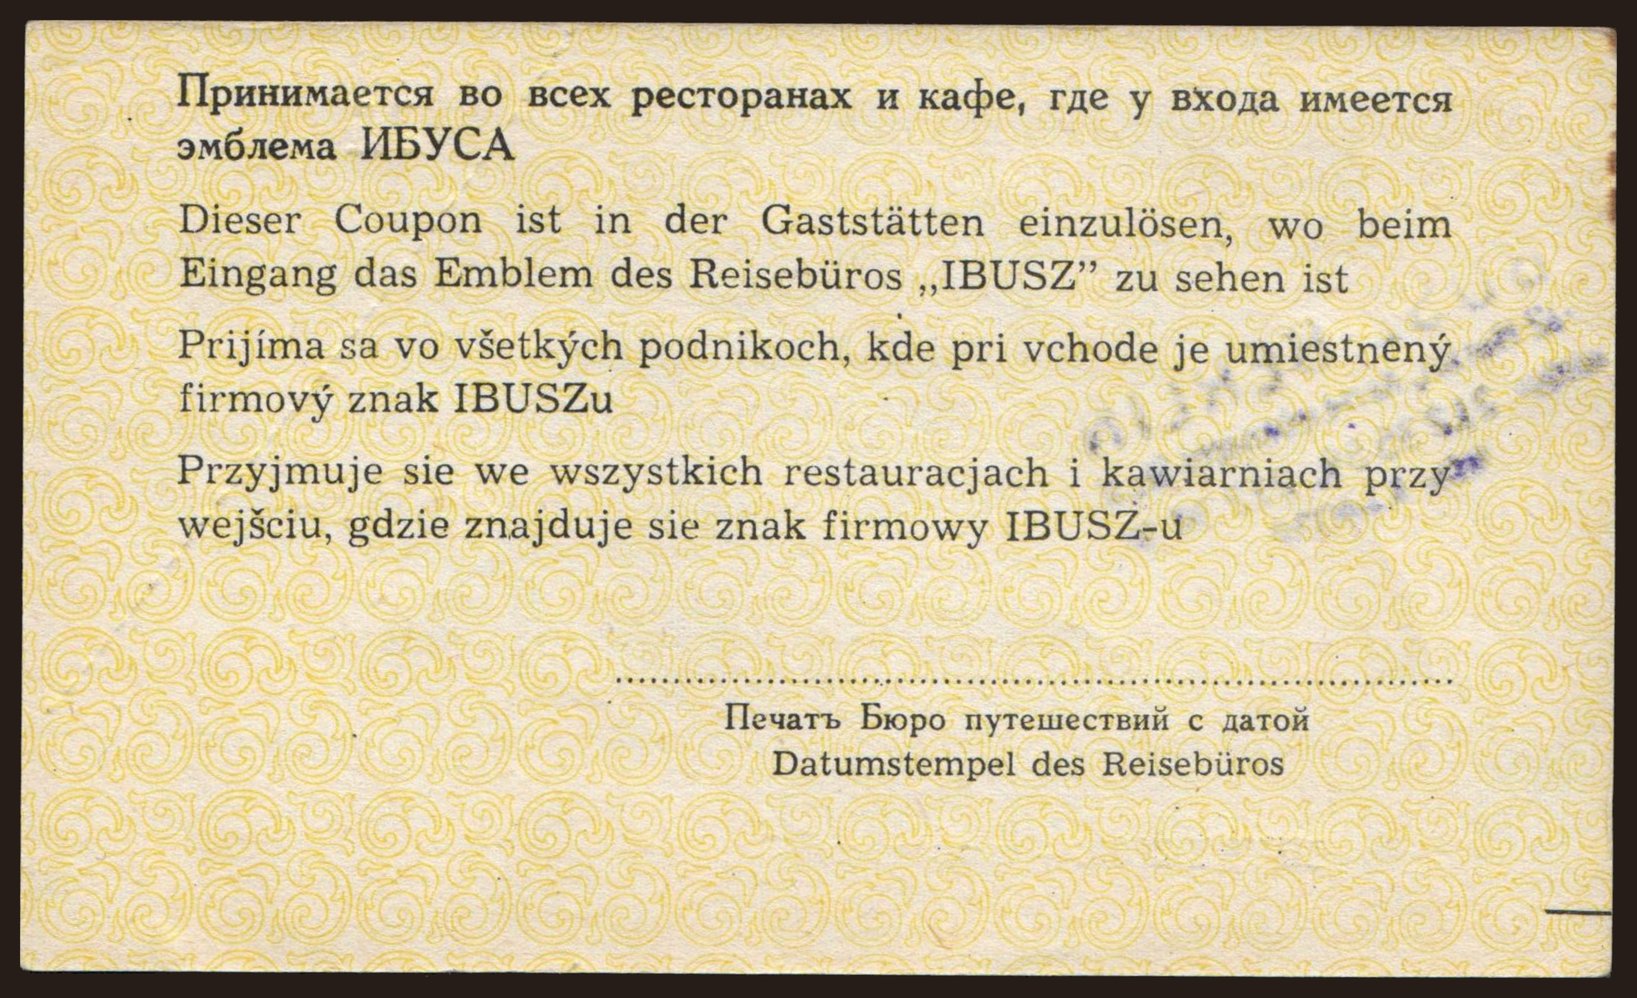 Принимается во всех ресторанах и кафе, где у входа имеется
эмблема ИБУСА
Dieser Coupon ist in der Gaststätten einzulösen, wo beim
Eingang das Emblem des Reisebüros „IBUSZ” zu sehen ist
Prijíma sa vo všetkých podnikoch, kde pri vchode je umiestnený
firmový znak IBUSZu
Przyjmuje sie we wszystkich restauracjach i kawiarniach przy
wejšciu, gdzie znajduje sie znak firmowy IBUSZ-u
Печатъ Бюро путешествий с датой
Datumstempel des Reisebüros